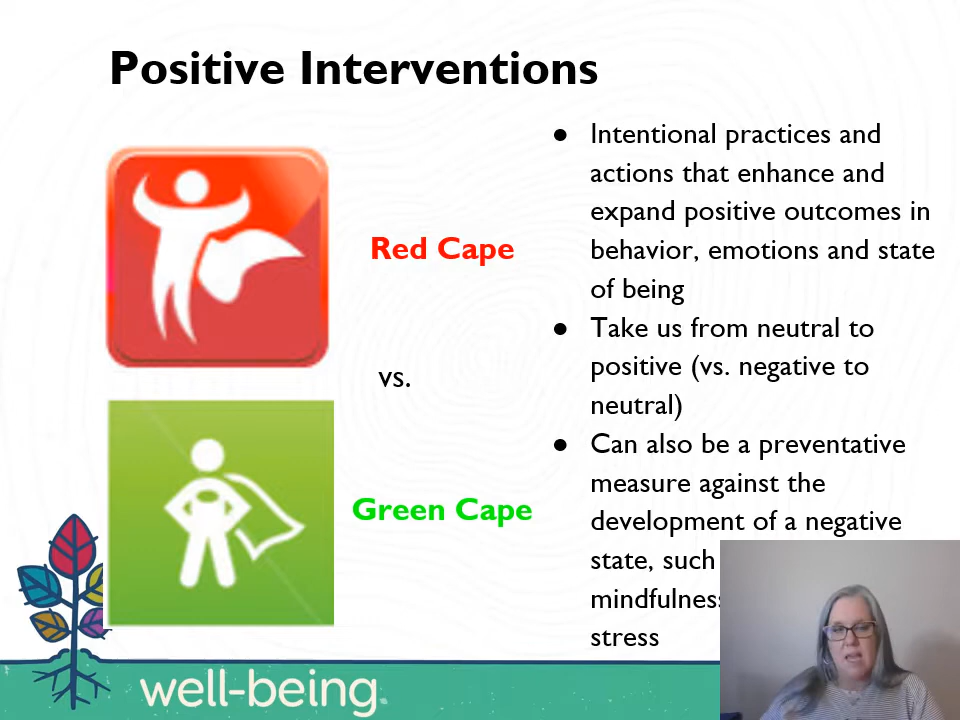 Positive Interventions
Red Cape
vs.
Green Cape
● Intentional practices and
actions that enhance and
expand positive outcomes in
behavior, emotions and state
of being
● Take us from neutral to
positive (vs. negative to
neutral)
● Can also be a preventative
measure against the
development of a negative
state, such
mindfulness
stress
well-being